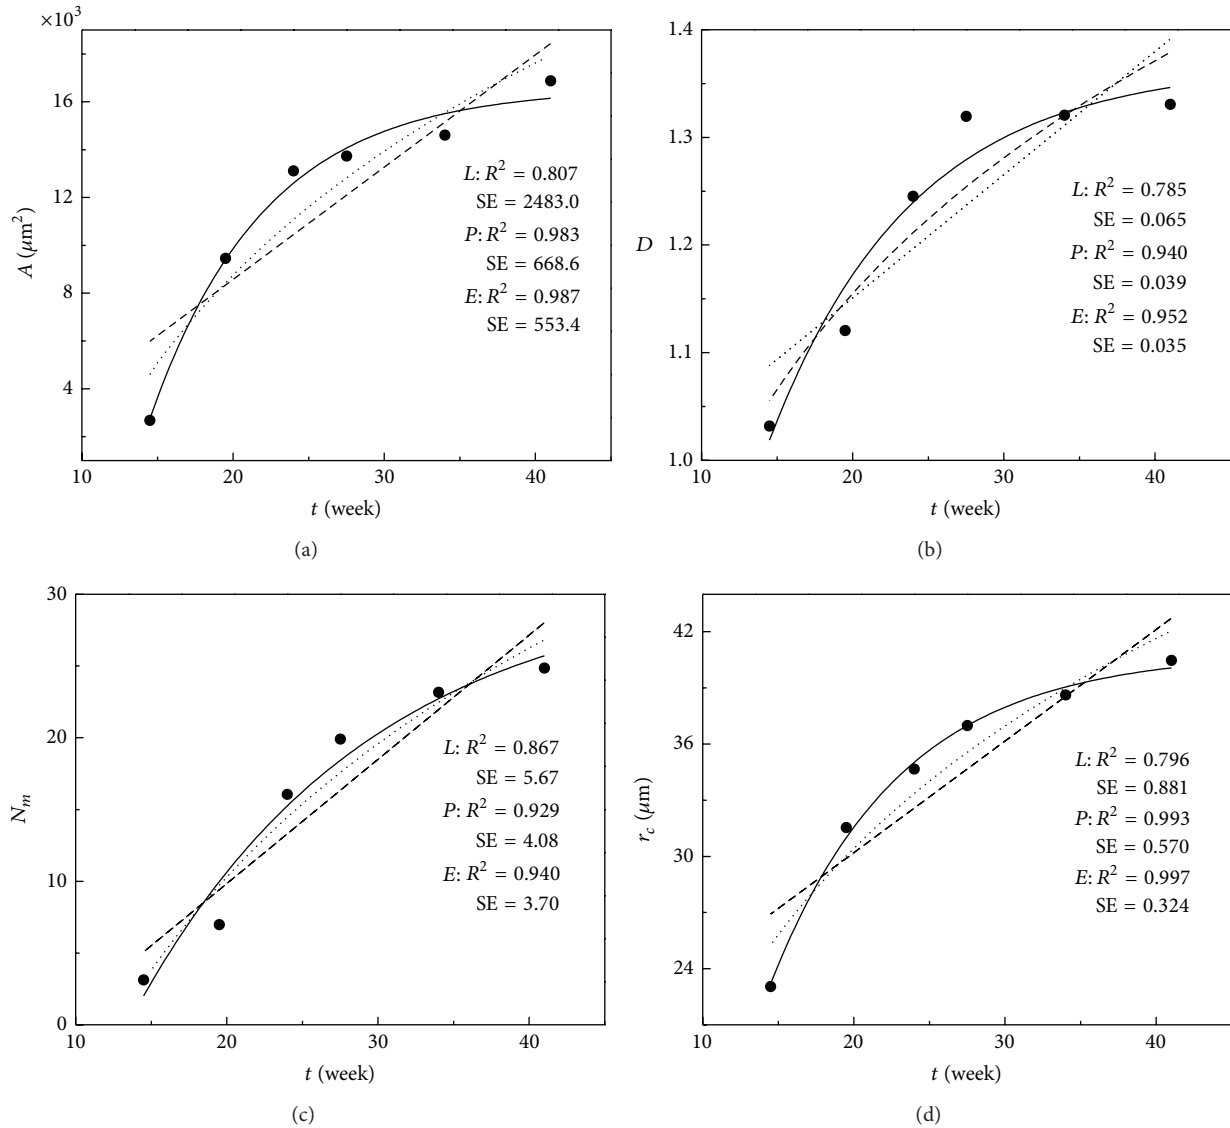 ×10³
16
12
8
4
A (μm²)
L: R² = 0.807
SE = 2483.0
P: R² = 0.983
SE = 668.6
E: R² = 0.987
SE = 553.4
10 20 30 40
t (week)
(a)
1.4
1.3
1.2
1.1
1.0
D
L: R² = 0.785
SE = 0.065
P: R² = 0.940
SE = 0.039
E: R² = 0.952
SE = 0.035
10 20 30 40
t (week)
(b)
30
20
10
0
N_m
L: R² = 0.867
SE = 5.67
P: R² = 0.929
SE = 4.08
E: R² = 0.940
SE = 3.70
10 20 30 40
t (week)
(c)
42
36
30
24
r_c (μm)
L: R² = 0.796
SE = 0.881
P: R² = 0.993
SE = 0.570
E: R² = 0.997
SE = 0.324
10 20 30 40
t (week)
(d)